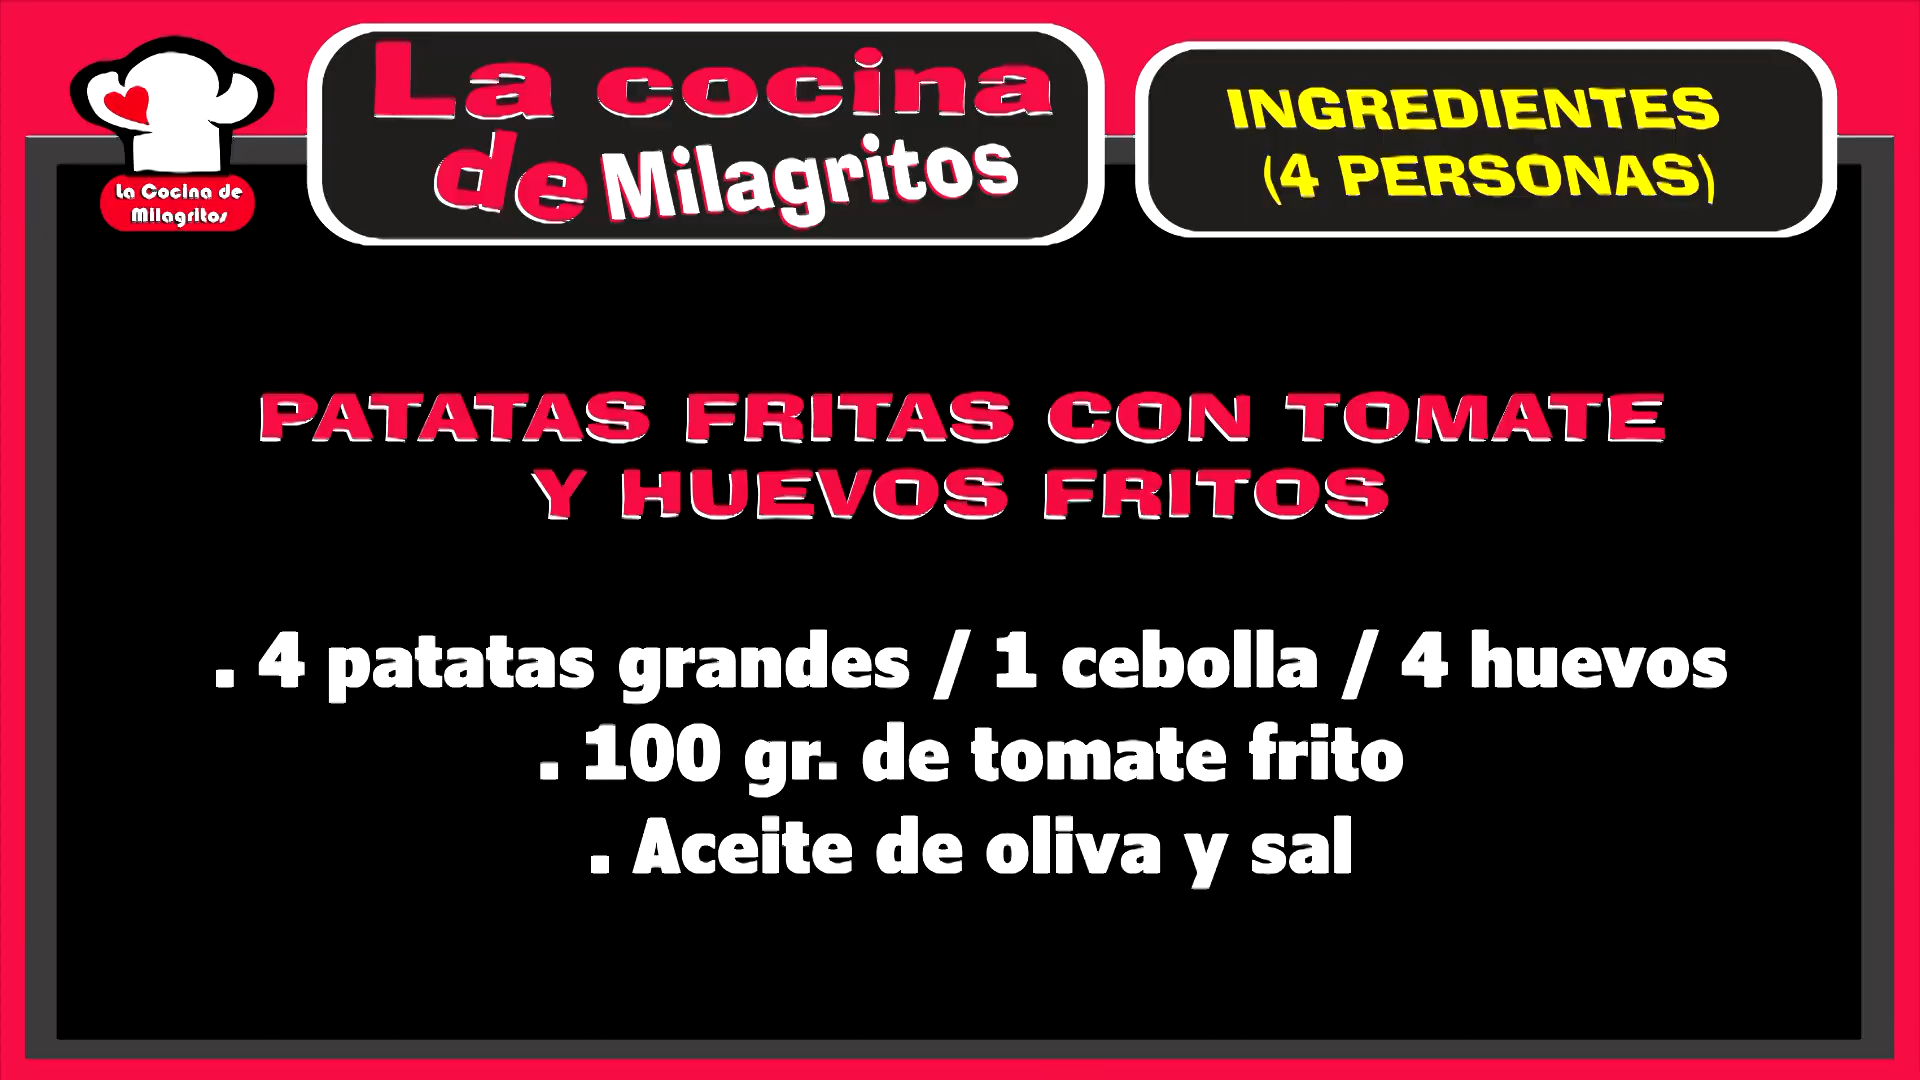 La Cocina de
Milagritos
La cocina
de Milagritos
INGREDIENTES
(4 PERSONAS)
PATATAS FRITAS CON TOMATE
Y HUEVOS FRITOS
. 4 patatas grandes / 1 cebolla / 4 huevos
. 100 gr. de tomate frito
. Aceite de oliva y sal